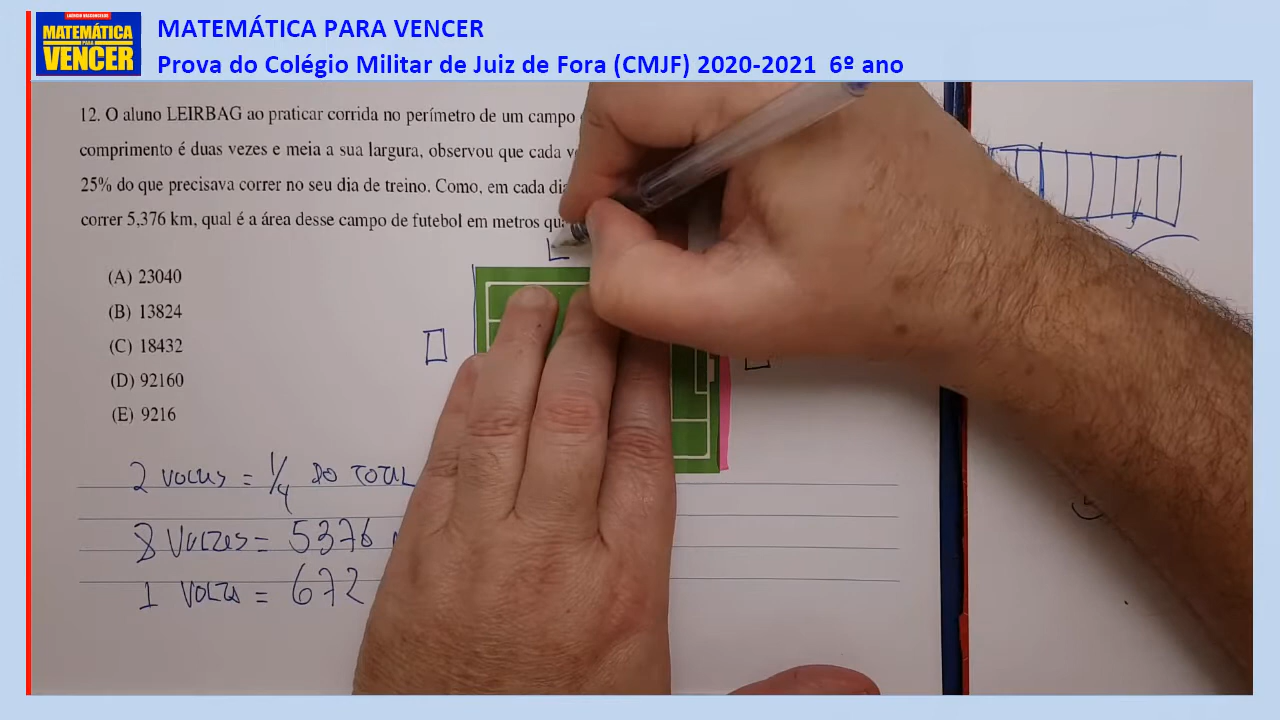 LAÉRCIO VASCONCELOS
MATEMÁTICA
PARA
VENCER
MATEMÁTICA PARA VENCER
Prova do Colégio Militar de Juiz de Fora (CMJF) 2020-2021 6º ano
12. O aluno LEIRBAG ao praticar corrida no perímetro de um campo
comprimento é duas vezes e meia a sua largura, observou que cada
25% do que precisava correr no seu dia de treino. Como, em cada
correr 5,376 km, qual é a área desse campo de futebol em metros
(A) 23040
(B) 13824
(C) 18432
(D) 92160
(E) 9216
2 VOLTAS = 1/4 DO TOTAL
8 VOLTAS = 5376
1 VOLTA = 672